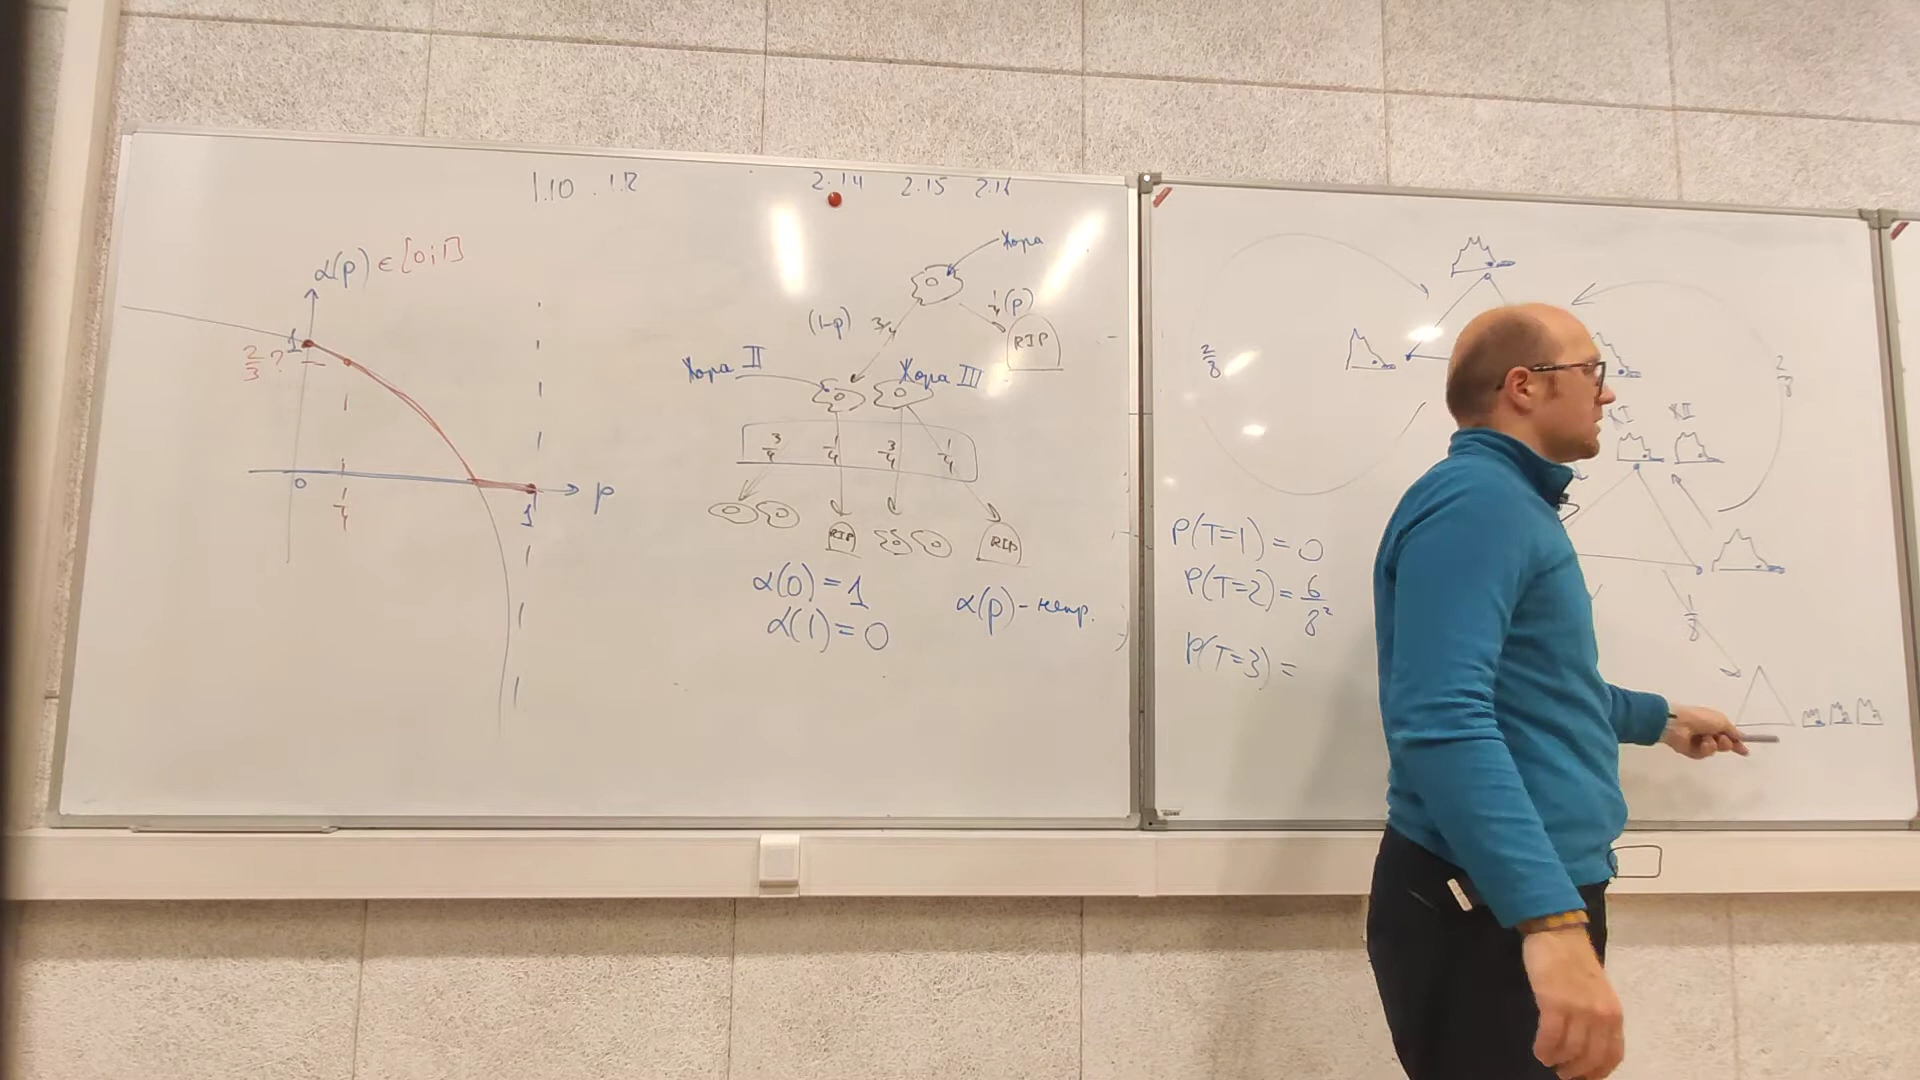 1.10 . 1.12
2.14 2.15 2.16
α(p) ∈ [0;1]
1
2/3 ?
0
1/4
1
p
Хора
(1-p) 3/4
1/4 (p)
RIP
Хора II
Хора III
3/4 1/4 3/4 1/4
RIP
RIP
α(0) = 1
α(1) = 0
α(p) - непр.
2/8
2/8
XI XII
P(T=1) = 0
P(T=2) = 6/8²
P(T=3) =
1/8